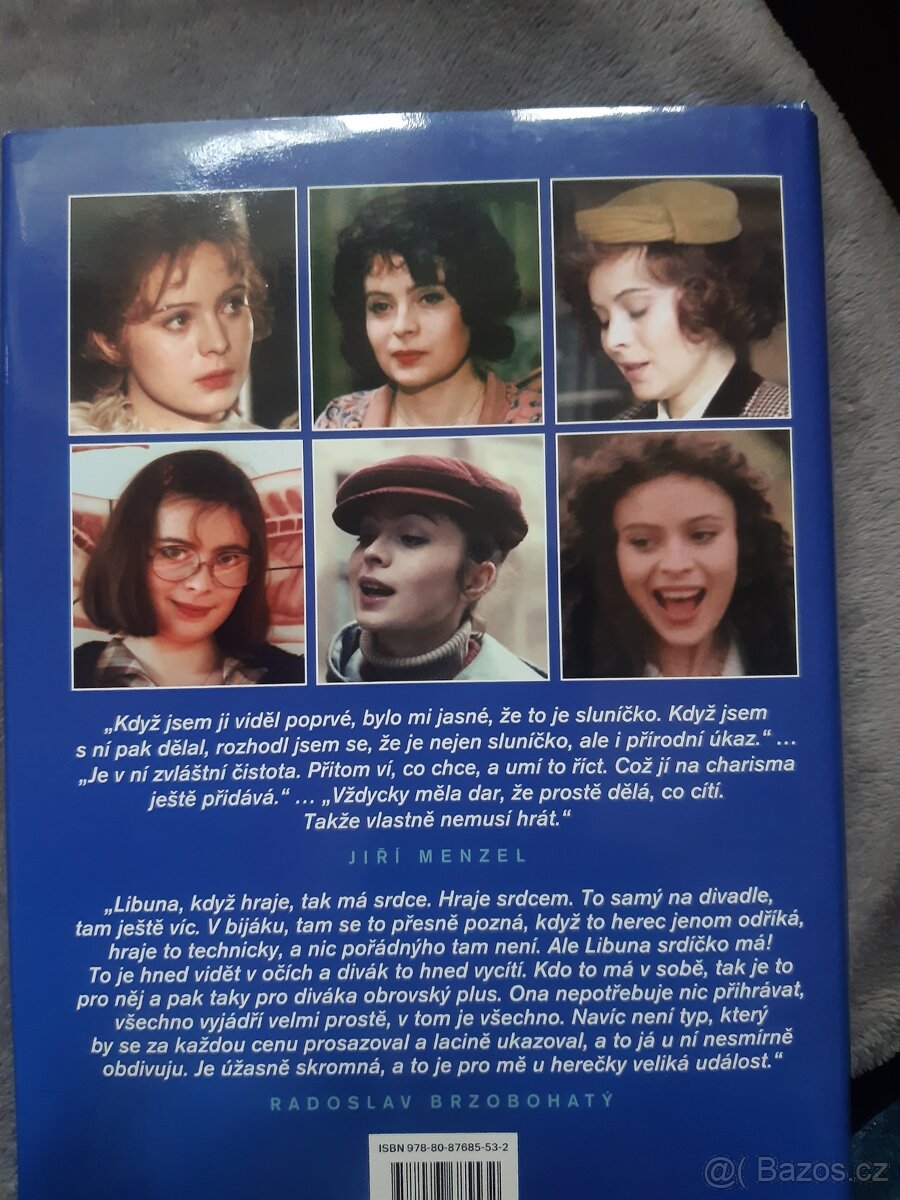 „Když jsem ji viděl poprvé, bylo mi jasné, že to je sluníčko. Když jsem
s ní pak dělal, rozhodl jsem se, že je nejen sluníčko, ale i přírodní úkaz.“ ...
„Je v ní zvláštní čistota. Přitom ví, co chce, a umí to říct. Což jí na charisma
ještě přidává.“ ... „Vždycky měla dar, že prostě dělá, co cítí.
Takže vlastně nemusí hrát.“
JIŘÍ MENZEL
„Libuna, když hraje, tak má srdce. Hraje srdcem. To samý na divadle,
tam ještě víc. V bijáku, tam se to přesně pozná, když to herec jenom odříká,
hraje to technicky, a nic pořádnýho tam není. Ale Libuna srdíčko má!
To je hned vidět v očích a divák to hned vycítí. Kdo to má v sobě, tak je to
pro něj a pak taky pro diváka obrovský plus. Ona nepotřebuje nic přihrávat,
všechno vyjádří velmi prostě, v tom je všechno. Navíc není typ, který
by se za každou cenu prosazoval a lacině ukazoval, a to já u ní nesmírně
obdivuju. Je úžasně skromná, a to je pro mě u herečky veliká událost.“
RADOSLAV BRZOBOHATÝ
ISBN 978-80-87685-53-2
@( Bazos.cz